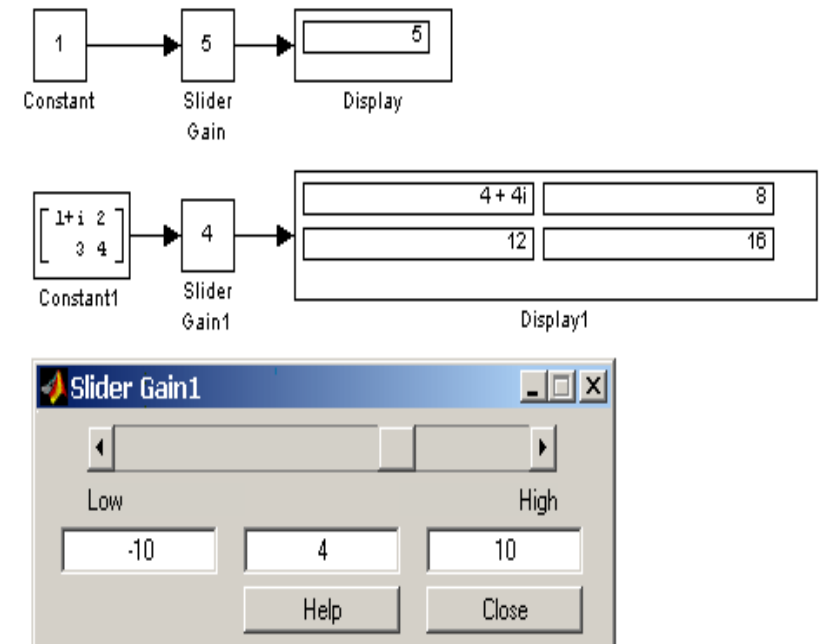 1 5 5
Constant Slider Gain Display
1+i 2
3 4
4
4 + 4i 8
12 16
Constant1 Slider Gain1 Display1
Slider Gain1
Low High
-10 4 10
Help Close